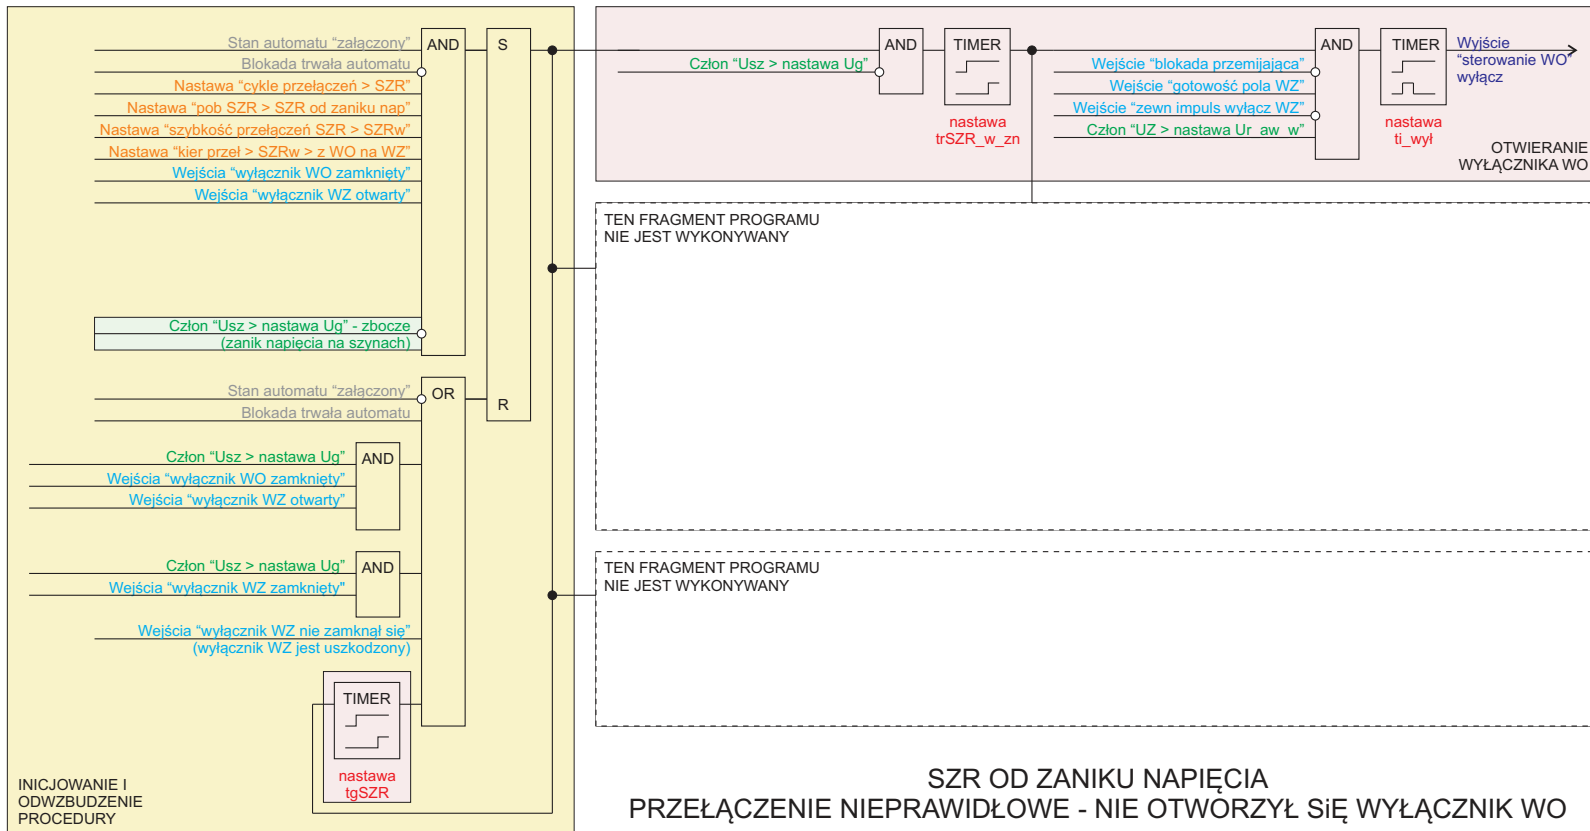 Stan automatu “załączony”
Blokada trwała automatu
Nastawa “cykle przełączeń > SZR”
Nastawa “pob SZR > SZR od zaniku nap”
Nastawa “szybkość przełączeń SZR > SZRw”
Nastawa “kier przeł > SZRw > z WO na WZ”
Wejścia “wyłącznik WO zamknięty”
Wejścia “wyłącznik WZ otwarty”
AND
S
Człon “Usz > nastawa Ug” - zbocze
(zanik napięcia na szynach)
Stan automatu “załączony”
Blokada trwała automatu
OR
R
Człon “Usz > nastawa Ug”
Wejścia “wyłącznik WO zamknięty”
Wejścia “wyłącznik WZ otwarty”
AND
Człon “Usz > nastawa Ug”
Wejścia “wyłącznik WZ zamknięty"
AND
Wejścia “wyłącznik WZ nie zamknął się”
(wyłącznik WZ jest uszkodzony)
TIMER
nastawa
tgSZR
INICJOWANIE I
ODWZBUDZENIE
PROCEDURY
Człon “Usz > nastawa Ug”
AND
TIMER
nastawa
trSZR_w_zn
Wejście “blokada przemijająca”
Wejście “gotowość pola WZ”
Wejście “zewn impuls wyłącz WZ”
Człon “UZ > nastawa Ur_aw_w”
AND
TIMER
nastawa
ti_wył
Wyjście
“sterowanie WO”
wyłącz
OTWIERANIE
WYŁĄCZNIKA WO
TEN FRAGMENT PROGRAMU
NIE JEST WYKONYWANY
TEN FRAGMENT PROGRAMU
NIE JEST WYKONYWANY
SZR OD ZANIKU NAPIĘCIA
PRZEŁĄCZENIE NIEPRAWIDŁOWE - NIE OTWORZYŁ SiĘ WYŁĄCZNIK WO